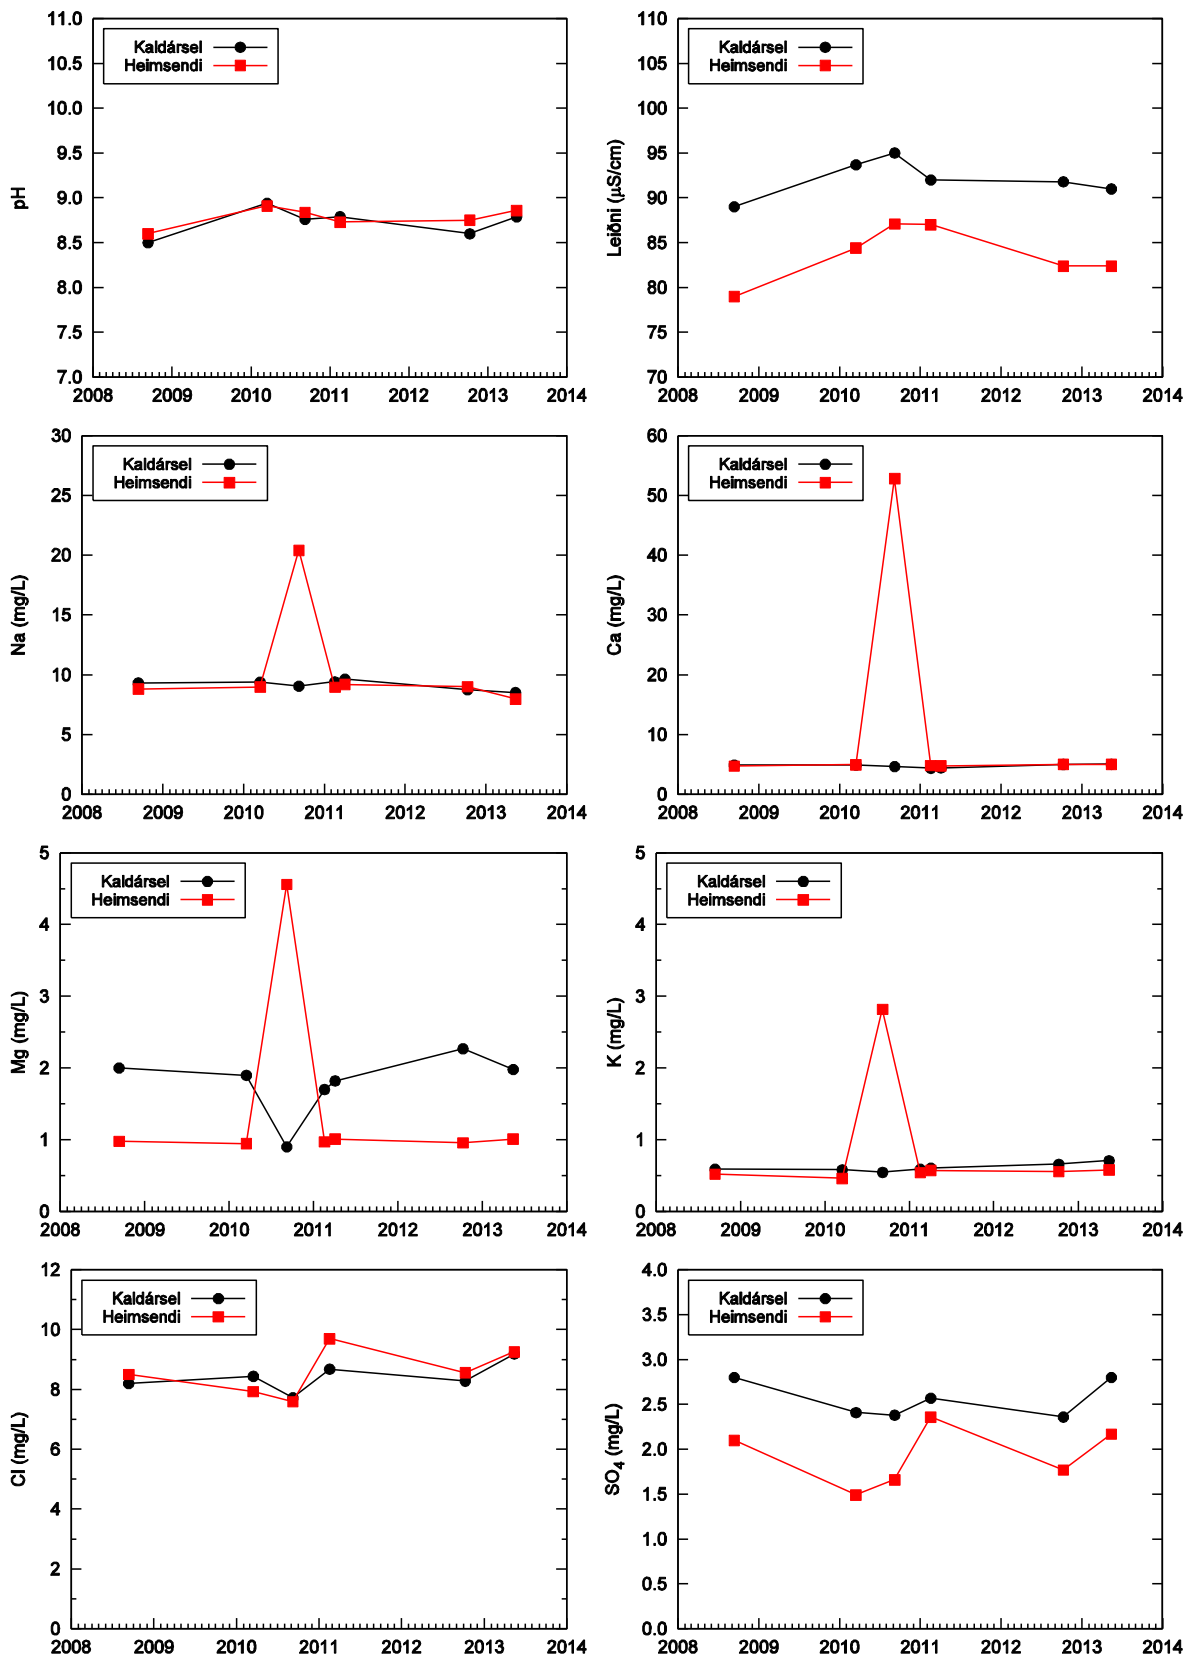 11.0
10.5
10.0
9.5
9.0
8.5
8.0
7.5
7.0
pH
Kaldársel
Heimsendi
2008 2009 2010 2011 2012 2013 2014
110
105
100
95
90
85
80
75
70
Leiðni (µS/cm)
Kaldársel
Heimsendi
2008 2009 2010 2011 2012 2013 2014
30
25
20
15
10
5
0
Na (mg/L)
Kaldársel
Heimsendi
2008 2009 2010 2011 2012 2013 2014
60
50
40
30
20
10
0
Ca (mg/L)
Kaldársel
Heimsendi
2008 2009 2010 2011 2012 2013 2014
5
4
3
2
1
0
Mg (mg/L)
Kaldársel
Heimsendi
2008 2009 2010 2011 2012 2013 2014
5
4
3
2
1
0
K (mg/L)
Kaldársel
Heimsendi
2008 2009 2010 2011 2012 2013 2014
12
10
8
6
4
2
0
Cl (mg/L)
Kaldársel
Heimsendi
2008 2009 2010 2011 2012 2013 2014
4.0
3.5
3.0
2.5
2.0
1.5
1.0
0.5
0.0
SO₄ (mg/L)
Kaldársel
Heimsendi
2008 2009 2010 2011 2012 2013 2014